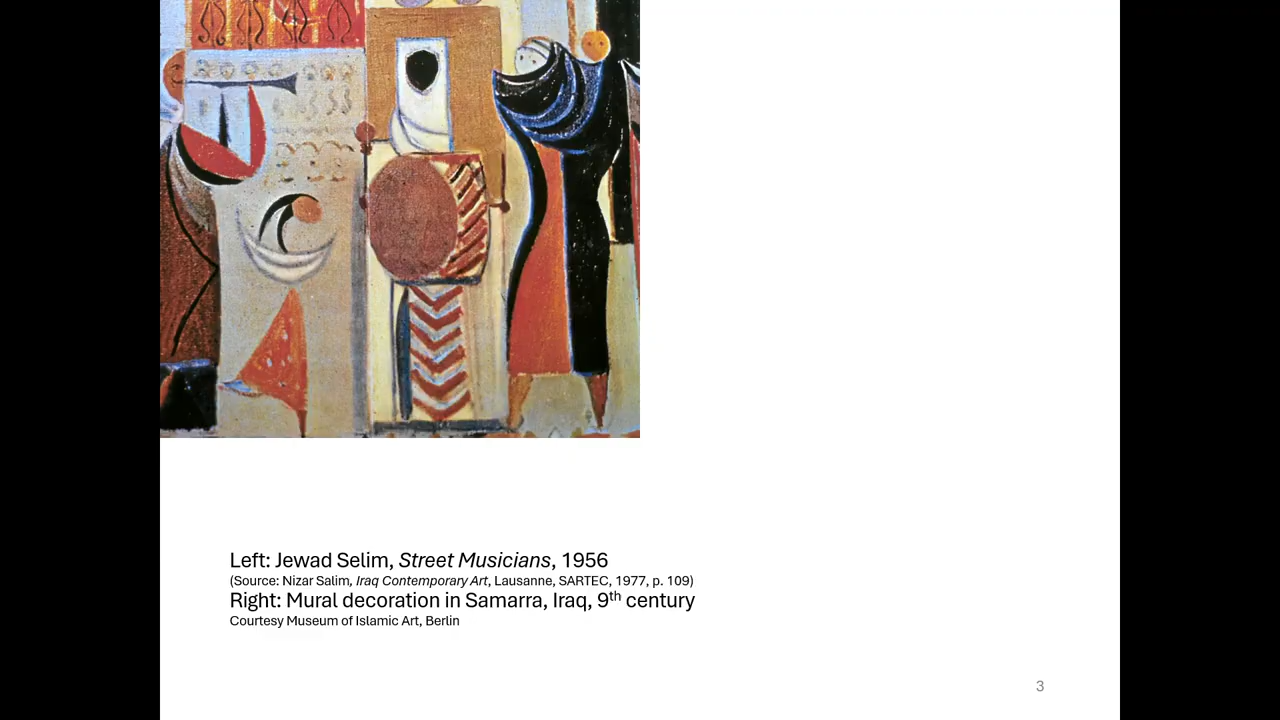 Left: Jewad Selim, Street Musicians, 1956
(Source: Nizar Salim, Iraq Contemporary Art, Lausanne, SARTEC, 1977, p. 109)
Right: Mural decoration in Samarra, Iraq, 9th century
Courtesy Museum of Islamic Art, Berlin
3